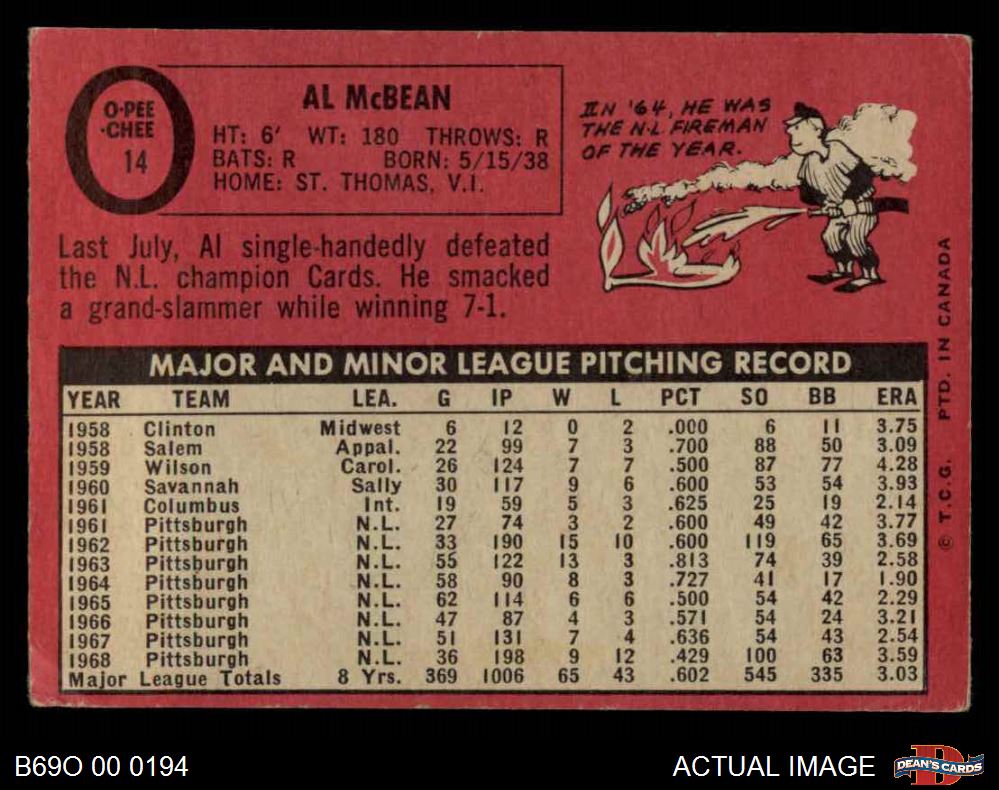 O-PEE
-CHEE
14
AL McBEAN
HT: 6' WT: 180 THROWS: R
BATS: R BORN: 5/15/38
HOME: ST. THOMAS, V.I.
IN '64, HE WAS
THE N.L. FIREMAN
OF THE YEAR.
Last July, Al single-handedly defeated
the N.L. champion Cards. He smacked
a grand-slammer while winning 7-1.
MAJOR AND MINOR LEAGUE PITCHING RECORD
YEAR TEAM LEA. G IP W L PCT SO BB ERA
1958 Clinton Midwest 6 12 0 2 .000 6 11 3.75
1958 Salem Appal. 22 99 7 3 .700 88 50 3.09
1959 Wilson Carol. 26 124 7 7 .500 87 77 4.28
1960 Savannah Sally 30 117 9 6 .600 53 54 3.93
1961 Columbus Int. 19 59 5 3 .625 25 19 2.14
1961 Pittsburgh N.L. 27 74 3 2 .600 49 42 3.77
1962 Pittsburgh N.L. 33 190 15 10 .600 119 65 3.69
1963 Pittsburgh N.L. 55 122 13 3 .813 74 39 2.58
1964 Pittsburgh N.L. 58 90 8 3 .727 41 17 1.90
1965 Pittsburgh N.L. 62 114 6 6 .500 54 42 2.29
1966 Pittsburgh N.L. 47 87 4 3 .571 54 24 3.21
1967 Pittsburgh N.L. 51 131 7 4 .636 54 43 2.54
1968 Pittsburgh N.L. 36 198 9 12 .429 100 63 3.59
Major League Totals 8 Yrs. 369 1006 65 43 .602 545 335 3.03
© T.C.G. PTD. IN CANADA
B69O 00 0194
ACTUAL IMAGE
DEAN'S CARDS